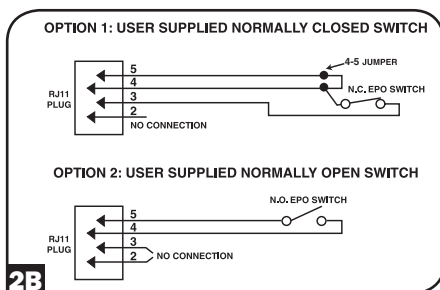 OPTION 1: USER SUPPLIED NORMALLY CLOSED SWITCH
4-5 JUMPER
5
4
N.C. EPO SWITCH
RJ11
PLUG
3
2
NO CONNECTION
OPTION 2: USER SUPPLIED NORMALLY OPEN SWITCH
N.O. EPO SWITCH
5
4
RJ11
PLUG
3
2
NO CONNECTION
2B